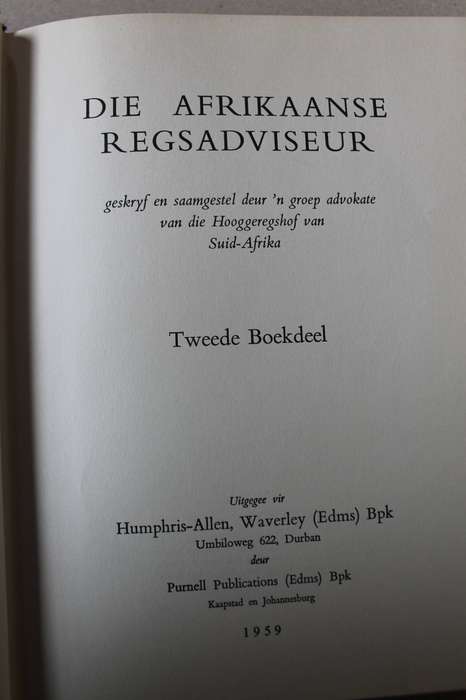 DIE AFRIKAANSE
REGSADVISEUR
geskryf en saamgestel deur 'n groep advokate
van die Hooggeregshof van
Suid-Afrika
Tweede Boekdeel
Uitgegee vir
Humphris-Allen, Waverley (Edms) Bpk
Umbiloweg 622, Durban
deur
Purnell Publications (Edms) Bpk
Kaapstad en Johannesburg
1959